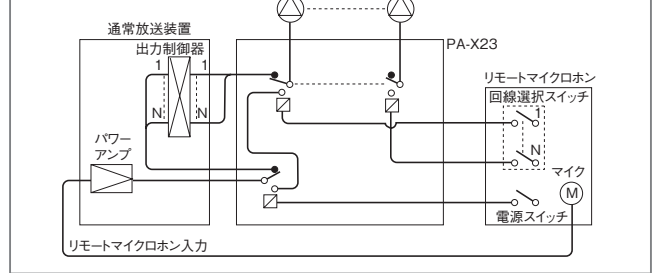 通常放送装置
出力制御器
1
1
N
N
パワー
アンプ
PA-X23
リモートマイクロホン
回線選択スイッチ
1
N
マイク
M
電源スイッチ
リモートマイクロホン入力